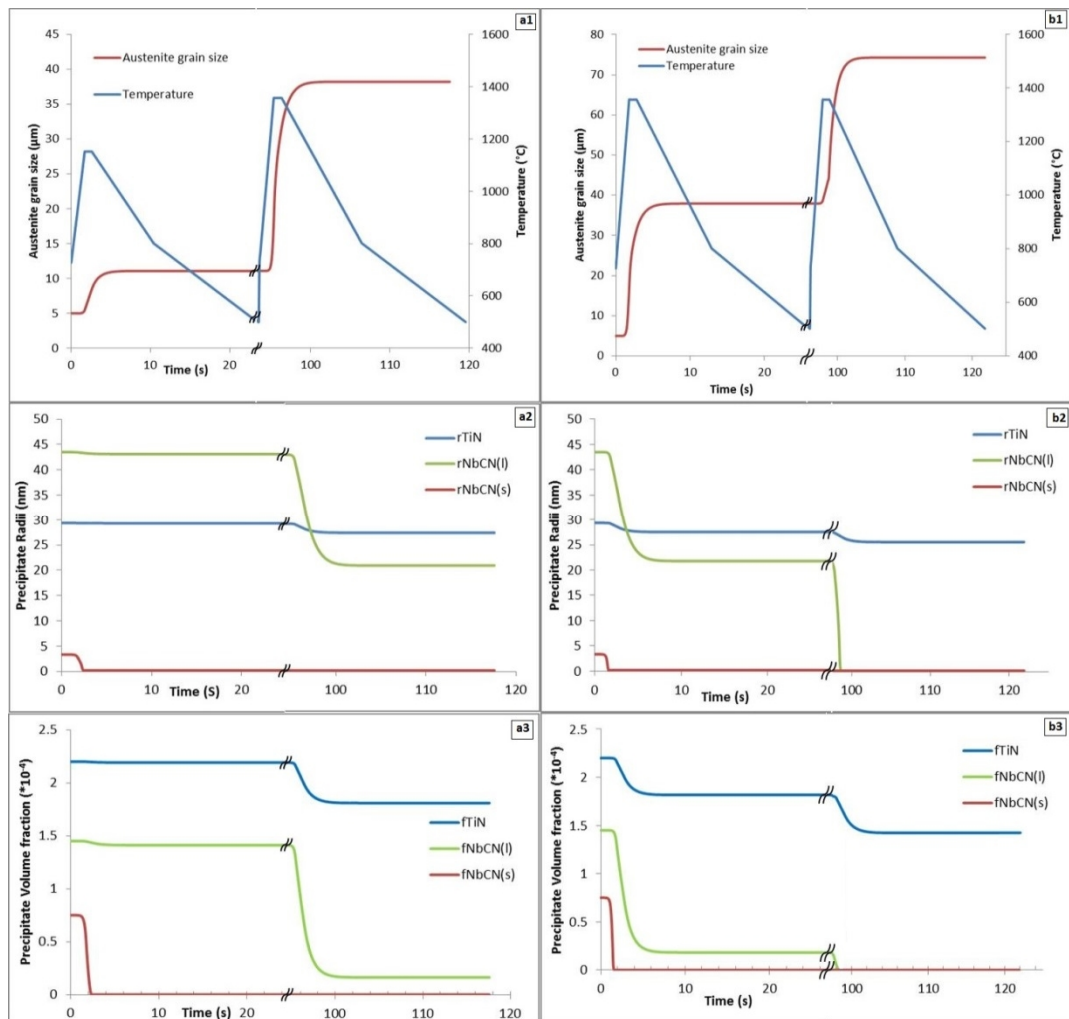 a1
Austenite grain size
Temperature
Austenite grain size (µm)
45
40
35
30
25
20
15
10
5
0
1600
1400
1200
1000
800
600
400
Temperature (°C)
0 10 20 100 110 120
Time (s)
b1
Austenite grain size
Temperature
Austenite grain size (µm)
80
70
60
50
40
30
20
10
0
1600
1400
1200
1000
800
600
400
Temperature (°C)
0 10 20 100 110 120
Time (s)
a2
rTiN
rNbCN(l)
rNbCN(s)
Precipitate Radii (nm)
50
45
40
35
30
25
20
15
10
5
0
0 10 20 100 110 120
Time (S)
b2
rTiN
rNbCN(l)
rNbCN(s)
Precipitate Radii (nm)
50
45
40
35
30
25
20
15
10
5
0
0 10 20 100 110 120
Time (s)
a3
fTiN
fNbCN(l)
fNbCN(s)
Precipitate Volume fraction (*10⁻⁴)
2.5
2
1.5
1
0.5
0
0 10 20 100 110 120
Time (s)
b3
fTiN
fNbCN(l)
fNbCN(s)
Precipitate Volume fraction (*10⁻⁴)
2.5
2
1.5
1
0.5
0
0 10 20 100 110 120
Time (s)